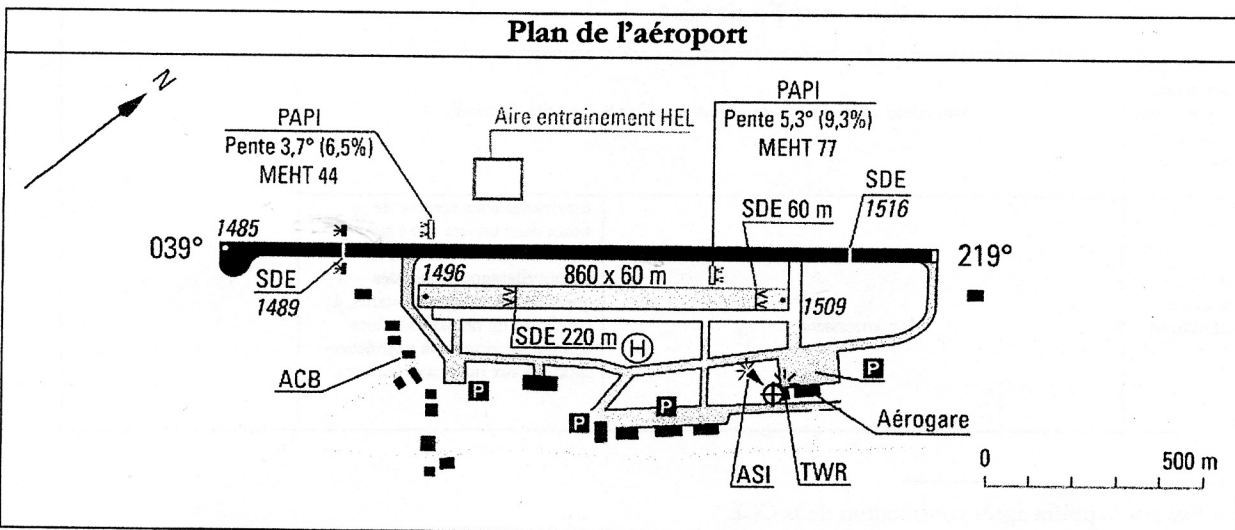 Plan de l'aéroport
N
PAPI
Pente 3,7° (6,5%)
MEHT 44
Aire entrainement HEL
PAPI
Pente 5,3° (9,3%)
MEHT 77
SDE
1516
SDE 60 m
1485
039°
219°
SDE
1489
1496
860 x 60 m
1509
SDE 220 m
H
ACB
P
P
P
P
Aérogare
ASI
TWR
0
500 m